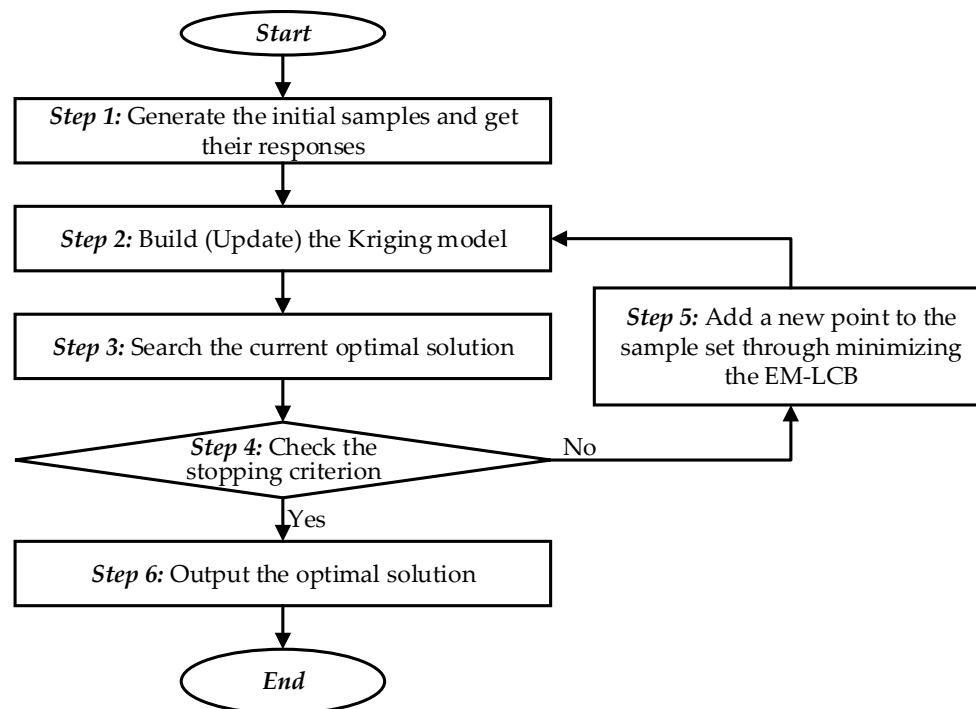 Start
Step 1: Generate the initial samples and get
their responses
Step 2: Build (Update) the Kriging model
Step 3: Search the current optimal solution
Step 5: Add a new point to the
sample set through minimizing
the EM-LCB
Step 4: Check the
stopping criterion
No
Yes
Step 6: Output the optimal solution
End